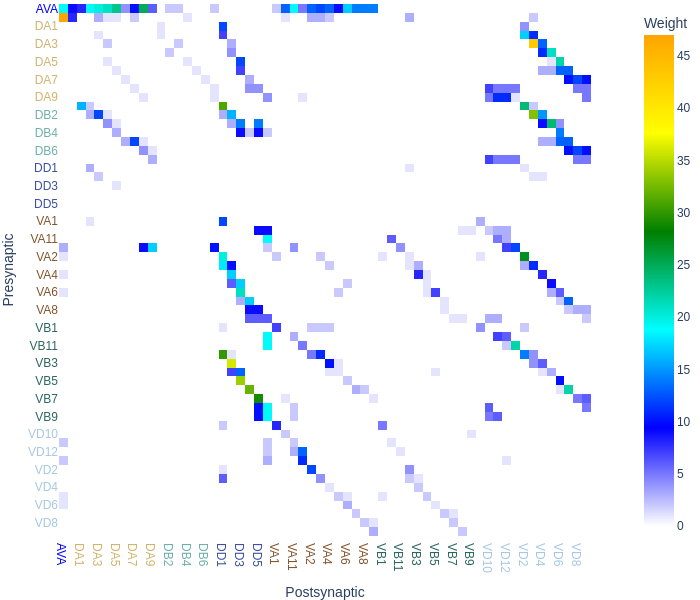 Weight
AVA
DA1
DA3
DA5
DA7
DA9
DB2
DB4
DB6
DD1
DD3
DD5
VA1
VA11
VA2
VA4
VA6
VA8
VB1
VB11
VB3
VB5
VB7
VB9
VD10
VD12
VD2
VD4
VD6
VD8
Presynaptic
45
40
35
30
25
20
15
10
5
0
AVA
DA1
DA3
DA5
DA7
DA9
DB2
DB4
DB6
DD1
DD3
DD5
VA1
VA11
VA2
VA4
VA6
VA8
VB1
VB11
VB3
VB5
VB7
VB9
VD10
VD12
VD2
VD4
VD6
VD8
Postsynaptic